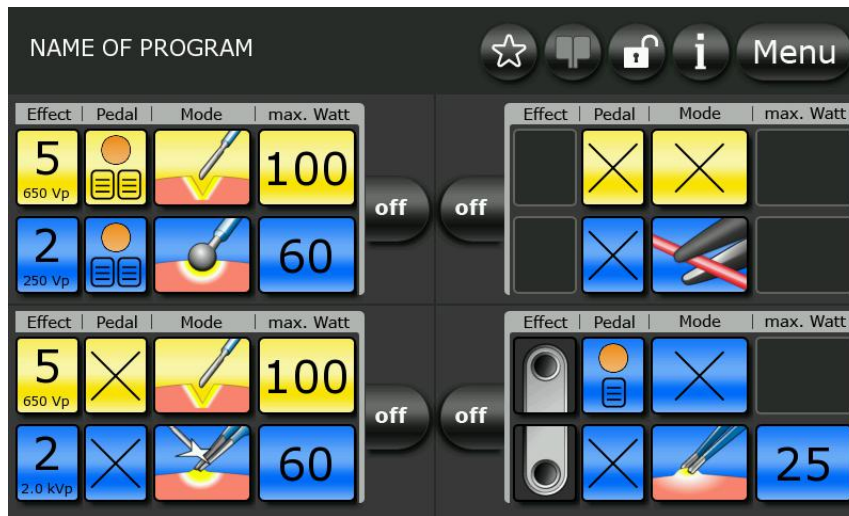 NAME OF PROGRAM
i
Menu
Effect | Pedal | Mode | max. Watt
5
650 Vp
100
off
2
250 Vp
60
Effect | Pedal | Mode | max. Watt
off
Effect | Pedal | Mode | max. Watt
5
650 Vp
100
off
2
2.0 kVp
60
Effect | Pedal | Mode | max. Watt
off
25